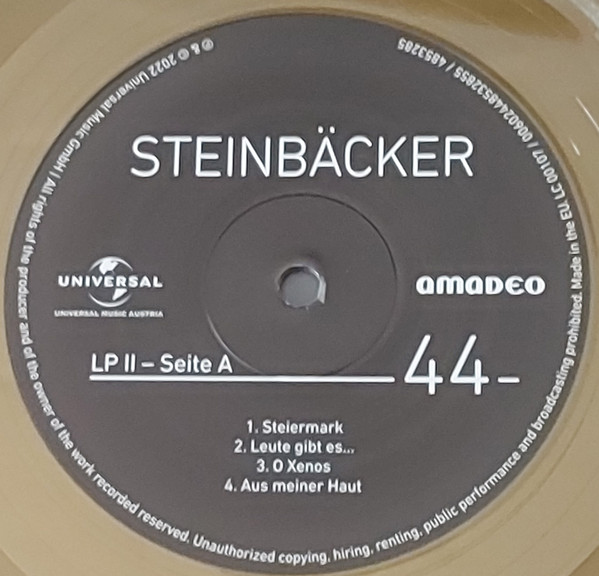 STEINBÄCKER
UNIVERSAL
UNIVERSAL MUSIC AUSTRIA
amaDEO
LP II – Seite A
44–
1. Steiermark
2. Leute gibt es...
3. O Xenos
4. Aus meiner Haut
℗ & © 2022 Universal Music GmbH / All rights of the producer and of the owner of the work recorded reserved. Unauthorized copying, hiring, renting, public performance and broadcasting prohibited. Made in the EU. LC 00107 / 00602448532855 / 4853285